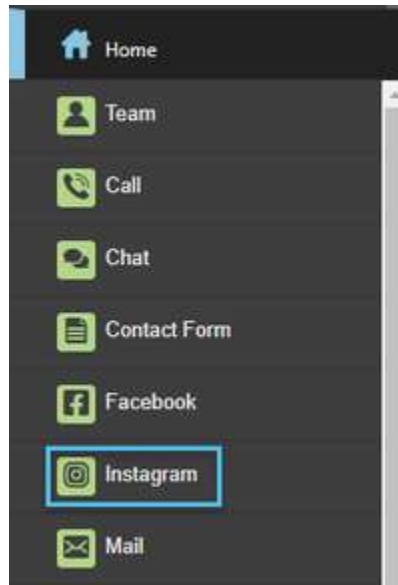 Home
Team
Call
Chat
Contact Form
Facebook
Instagram
Mail